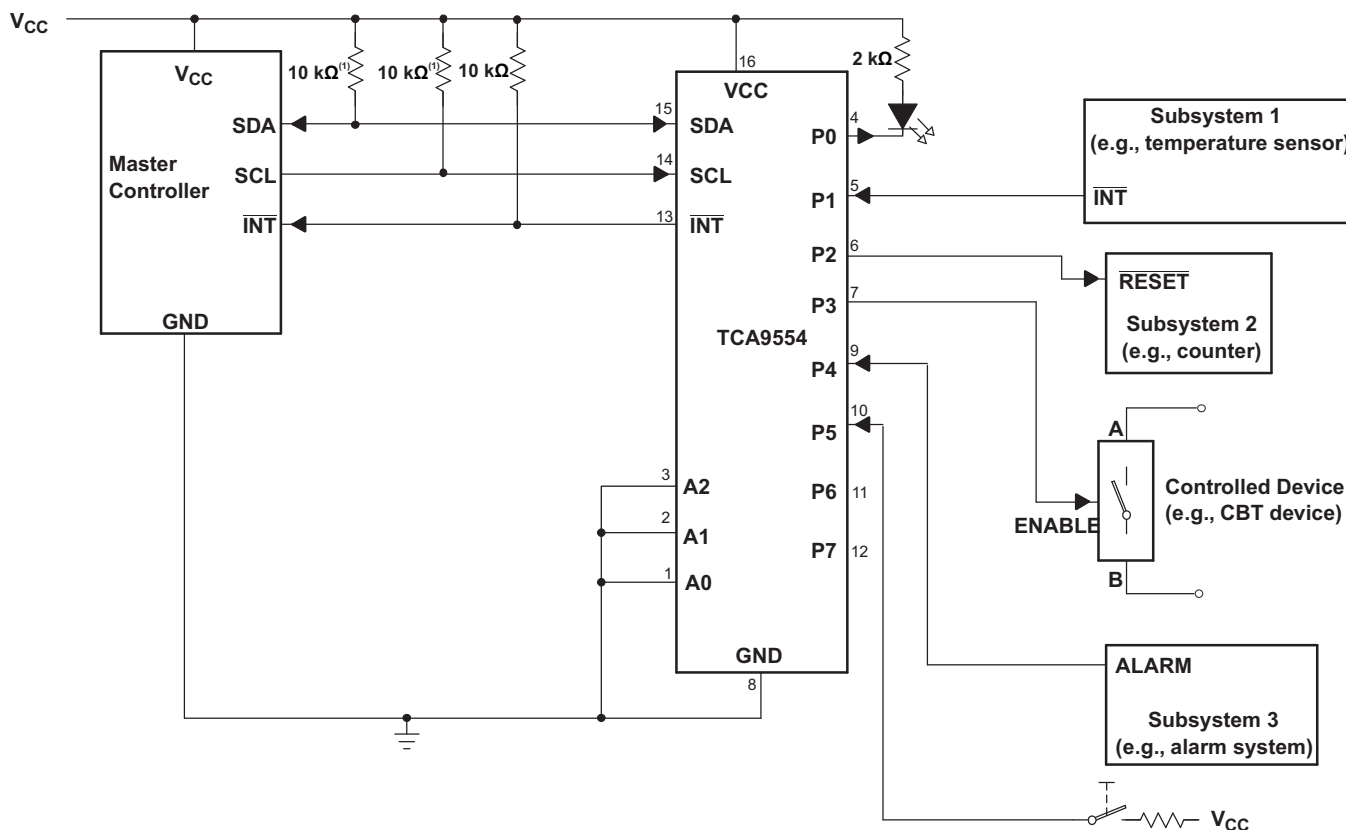 VCC
VCC
SDA
Master
Controller
SCL
INT
GND
10 kΩ(1)
10 kΩ(1)
10 kΩ
2 kΩ
15
14
13
3
2
1
16
VCC
SDA
SCL
INT
TCA9554
A2
A1
A0
GND
8
P0
P1
P2
P3
P4
P5
P6
P7
4
5
6
7
9
10
11
12
Subsystem 1
(e.g., temperature sensor)
INT
RESET
Subsystem 2
(e.g., counter)
A
ENABLE
B
Controlled Device
(e.g., CBT device)
ALARM
Subsystem 3
(e.g., alarm system)
VCC